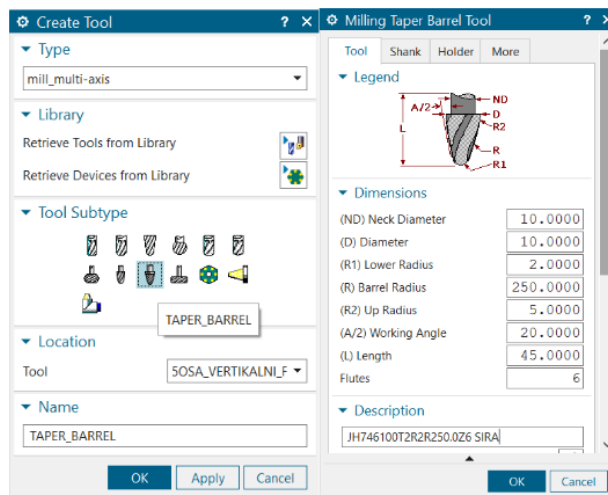 Create Tool ? ×
Type
mill_multi-axis
Library
Retrieve Tools from Library
Retrieve Devices from Library
Tool Subtype
TAPER_BARREL
Location
Tool 5OSA_VERTIKALNI_F
Name
TAPER_BARREL
OK Apply Cancel
Milling Taper Barrel Tool ? ×
Tool Shank Holder More
Legend
ND
A/2
D
R2
L
R
R1
Dimensions
(ND) Neck Diameter 10.0000
(D) Diameter 10.0000
(R1) Lower Radius 2.0000
(R) Barrel Radius 250.0000
(R2) Up Radius 5.0000
(A/2) Working Angle 20.0000
(L) Length 45.0000
Flutes 6
Description
JH746100T2R2R250.0Z6 SIRA
OK Cancel